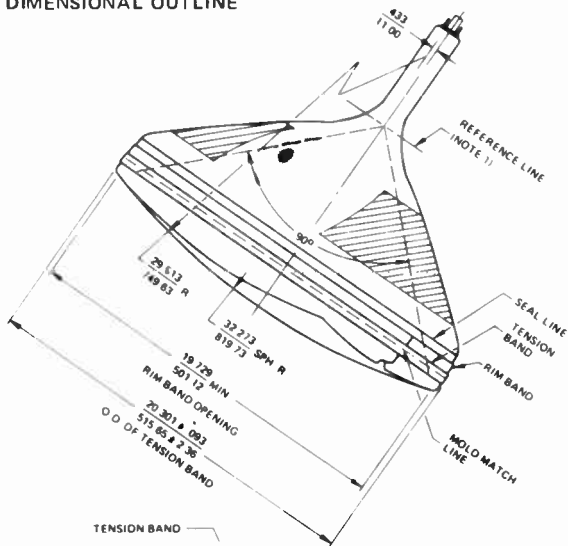 DIMENSIONAL OUTLINE
.433
11.00
REFERENCE LINE
(NOTE 1)
90°
29.513
749.63 R
32.273
819.73 SPH R
SEAL LINE
TENSION
BAND
RIM BAND
19.729
501.12 MIN
RIM BAND OPENING
20.301 ± .093
515.65 ± 2.36
O D OF TENSION BAND
MOLD MATCH
LINE
TENSION BAND